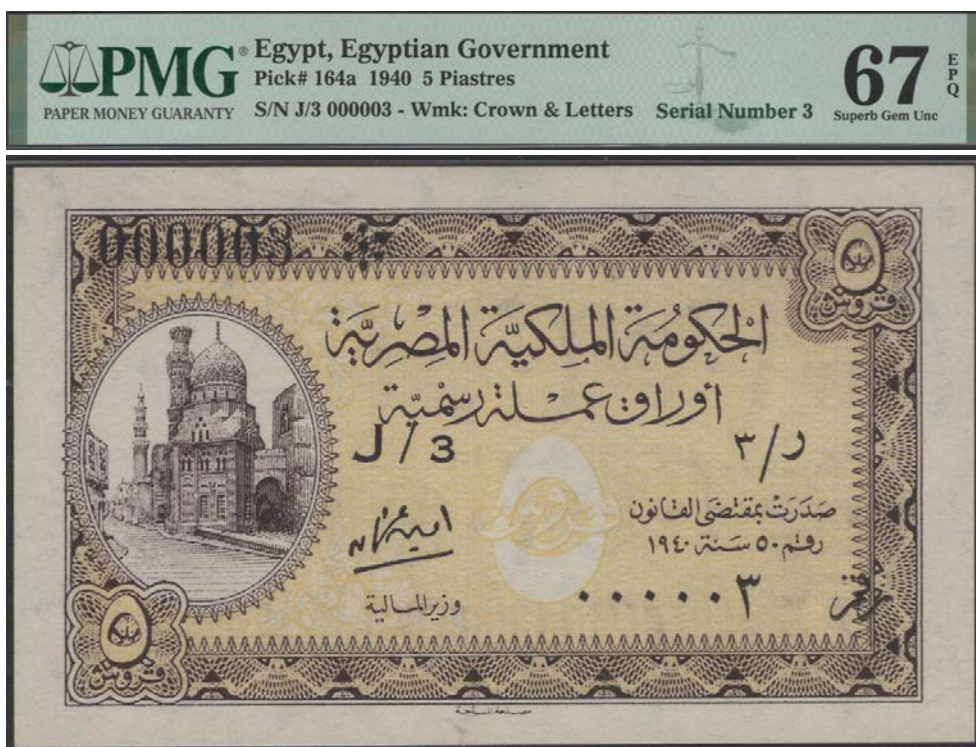 PMG® Egypt, Egyptian Government
Pick# 164a 1940 5 Piastres
PAPER MONEY GUARANTY S/N J/3 000003 - Wmk: Crown & Letters Serial Number 3
67 EPQ
Superb Gem Unc
000003
٥
قروش
الحكومة الملكية المصرية
أوراق عملة رسمية
J/3 ر/٣
صدرت بمقتضى القانون
رقم ٥٠ سنة ١٩٤٠
٠٠٠٠٠٣
وزير المالية
٥
قروش
مصلحة المساحة